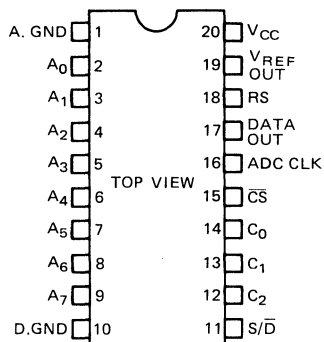 A. GND 1 20 VCC
A0 2 19 VREF OUT
A1 3 18 RS
A2 4 17 DATA OUT
A3 5 16 ADC CLK
TOP VIEW
A4 6 15 C̅S̅
A5 7 14 C0
A6 8 13 C1
A7 9 12 C2
D.GND 10 11 S/D̅